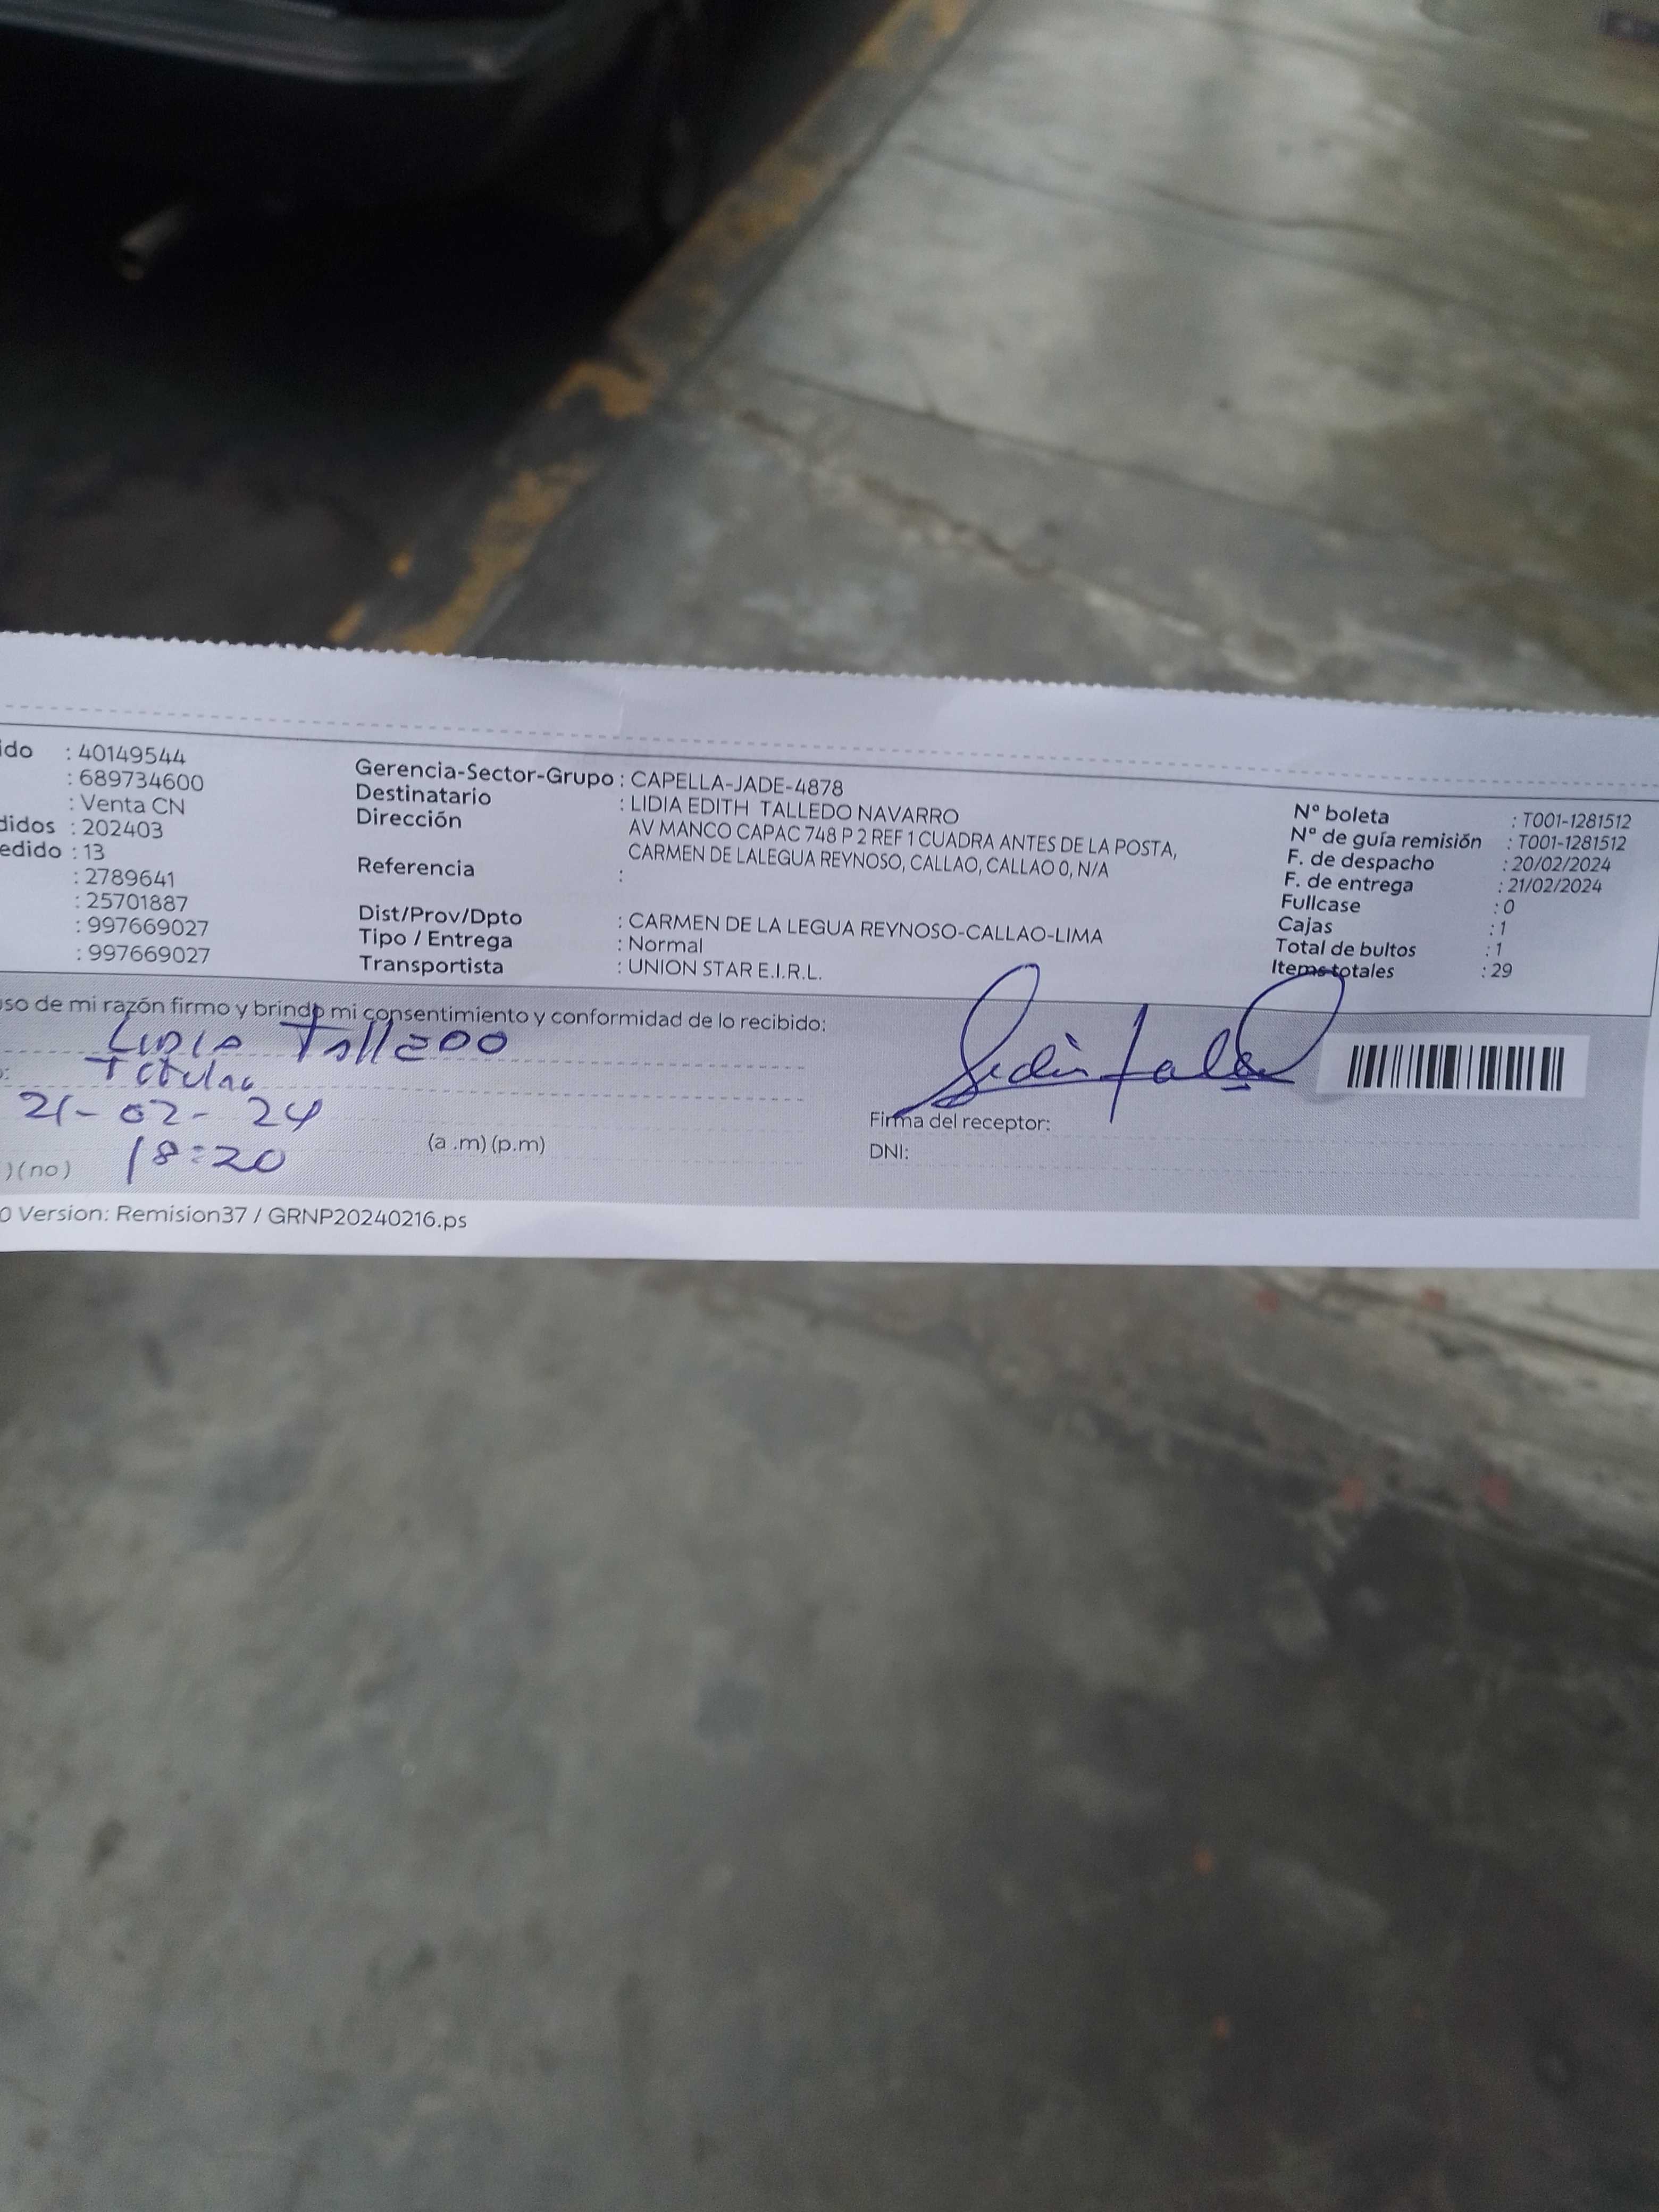 ido : 40149544
: 689734600
: Venta CN
didos : 202403
edido : 13
: 2789641
: 25701887
: 997669027
: 997669027
Gerencia-Sector-Grupo : CAPELLA-JADE-4878
Destinatario : LIDIA EDITH TALLEDO NAVARRO
Dirección AV MANCO CAPAC 748 P 2 REF 1 CUADRA ANTES DE LA POSTA,
CARMEN DE LALEGUA REYNOSO, CALLAO, CALLAO 0, N/A
Referencia :
Dist/Prov/Dpto : CARMEN DE LA LEGUA REYNOSO-CALLAO-LIMA
Tipo / Entrega : Normal
Transportista : UNION STAR E.I.R.L.
Nº boleta : T001-1281512
Nº de guía remisión : T001-1281512
F. de despacho : 20/02/2024
F. de entrega : 21/02/2024
Fullcase : 0
Cajas : 1
Total de bultos : 1
Items totales : 29
uso de mi razón firmo y brindo mi consentimiento y conformidad de lo recibido:
Lidia Talledo
o: Titular
21-02-24
18:20 (a .m) (p.m)
) (no)
Firma del receptor:
DNI:
0 Version: Remision37 / GRNP20240216.ps